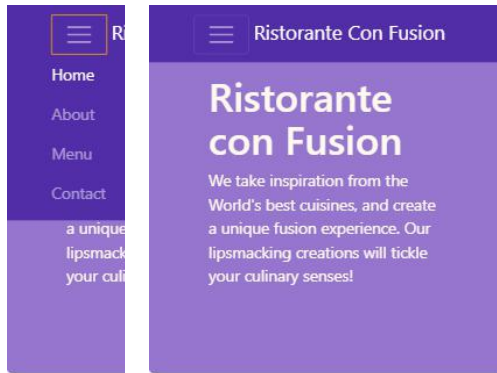 Home
About
Menu
Contact
a unique
lipsmack
your culi
Ristorante Con Fusion
Ristorante
con Fusion
We take inspiration from the
World's best cuisines, and create
a unique fusion experience. Our
lipsmacking creations will tickle
your culinary senses!